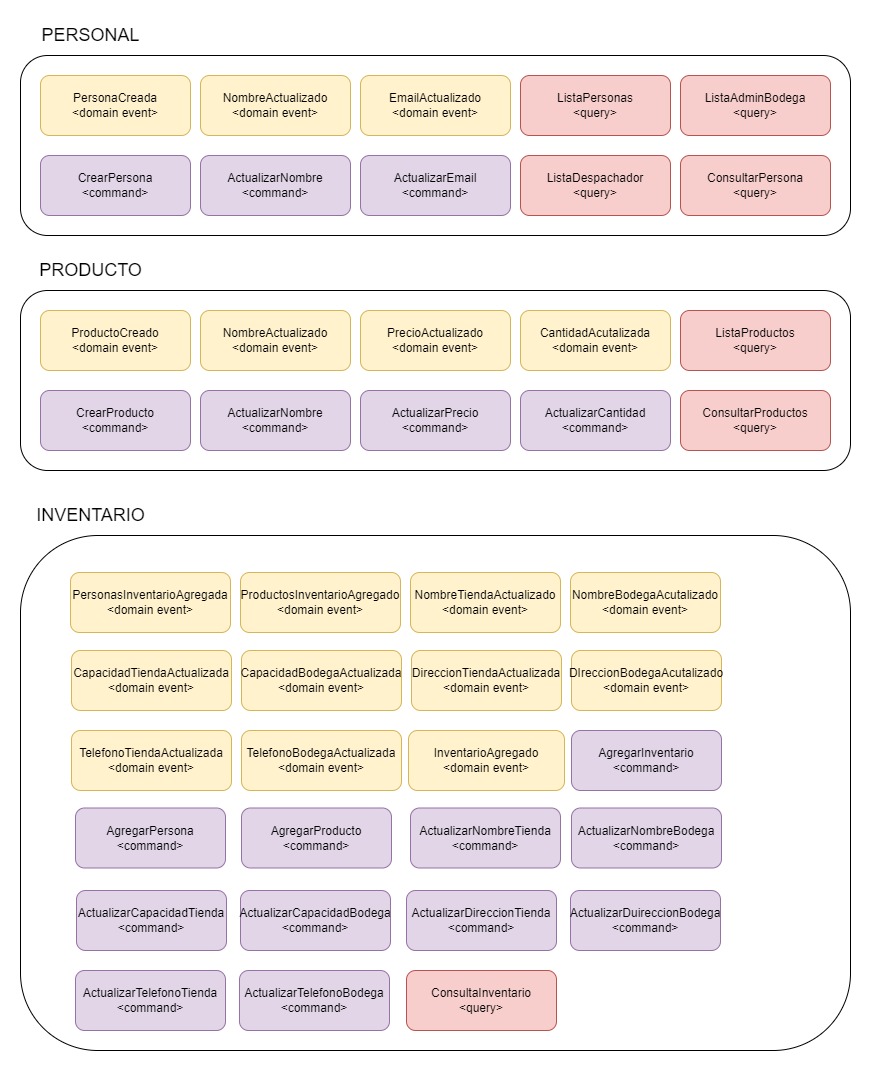 PERSONAL
PersonaCreada
<domain event>
NombreActualizado
<domain event>
EmailActualizado
<domain event>
ListaPersonas
<query>
ListaAdminBodega
<query>
CrearPersona
<command>
ActualizarNombre
<command>
ActualizarEmail
<command>
ListaDespachador
<query>
ConsultarPersona
<query>
PRODUCTO
ProductoCreado
<domain event>
NombreActualizado
<domain event>
PrecioActualizado
<domain event>
CantidadAcutalizada
<domain event>
ListaProductos
<query>
CrearProducto
<command>
ActualizarNombre
<command>
ActualizarPrecio
<command>
ActualizarCantidad
<command>
ConsultarProductos
<query>
INVENTARIO
PersonasInventarioAgregada
<domain event>
ProductosInventarioAgregado
<domain event>
NombreTiendaActualizado
<domain event>
NombreBodegaAcutalizado
<domain event>
CapacidadTiendaActualizada
<domain event>
CapacidadBodegaActualizada
<domain event>
DireccionTiendaActualizada
<domain event>
DIreccionBodegaAcutalizado
<domain event>
TelefonoTiendaActualizada
<domain event>
TelefonoBodegaActualizada
<domain event>
InventarioAgregado
<domain event>
AgregarInventario
<command>
AgregarPersona
<command>
AgregarProducto
<command>
ActualizarNombreTienda
<command>
ActualizarNombreBodega
<command>
ActualizarCapacidadTienda
<command>
ActualizarCapacidadBodega
<command>
ActualizarDireccionTienda
<command>
ActualizarDuireccionBodega
<command>
ActualizarTelefonoTienda
<command>
ActualizarTelefonoBodega
<command>
ConsultaInventario
<query>